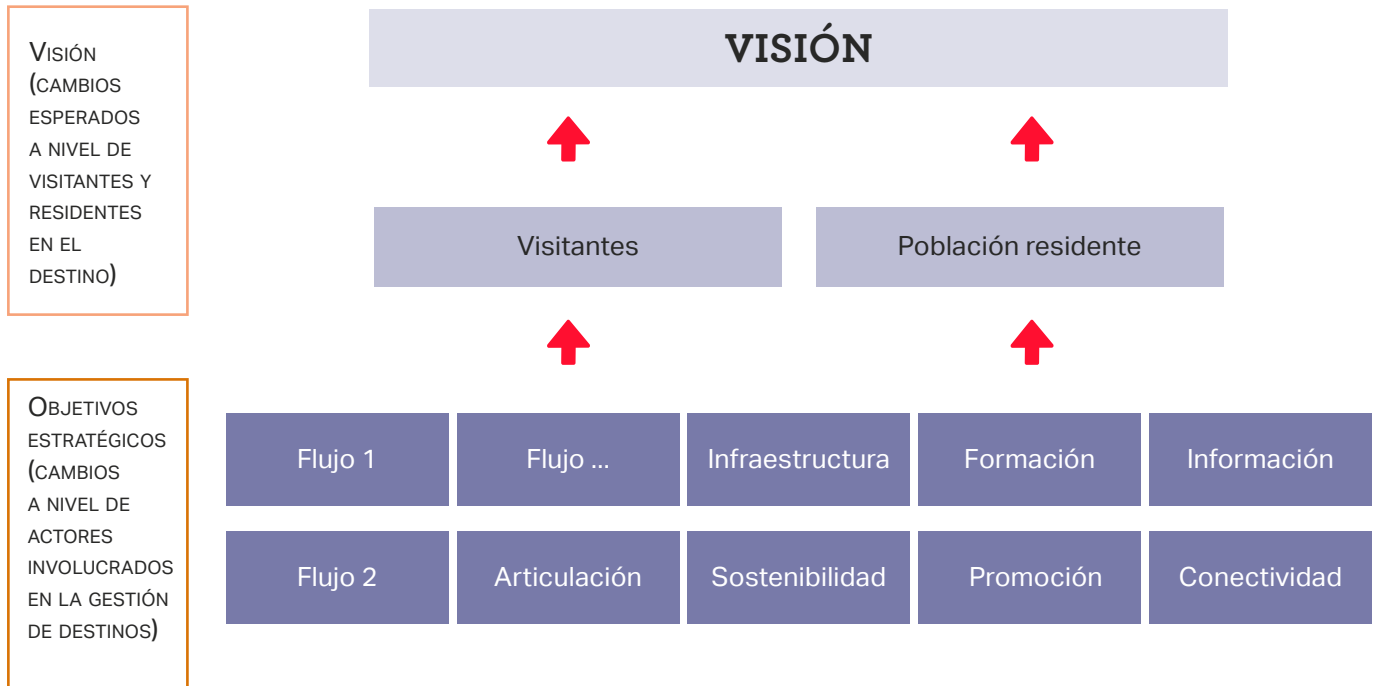 VISIÓN
(CAMBIOS
ESPERADOS
A NIVEL DE
VISITANTES Y
RESIDENTES
EN EL
DESTINO)
VISIÓN
Visitantes
Población residente
OBJETIVOS
ESTRATÉGICOS
(CAMBIOS
A NIVEL DE
ACTORES
INVOLUCRADOS
EN LA GESTIÓN
DE DESTINOS)
Flujo 1
Flujo ...
Infraestructura
Formación
Información
Flujo 2
Articulación
Sostenibilidad
Promoción
Conectividad